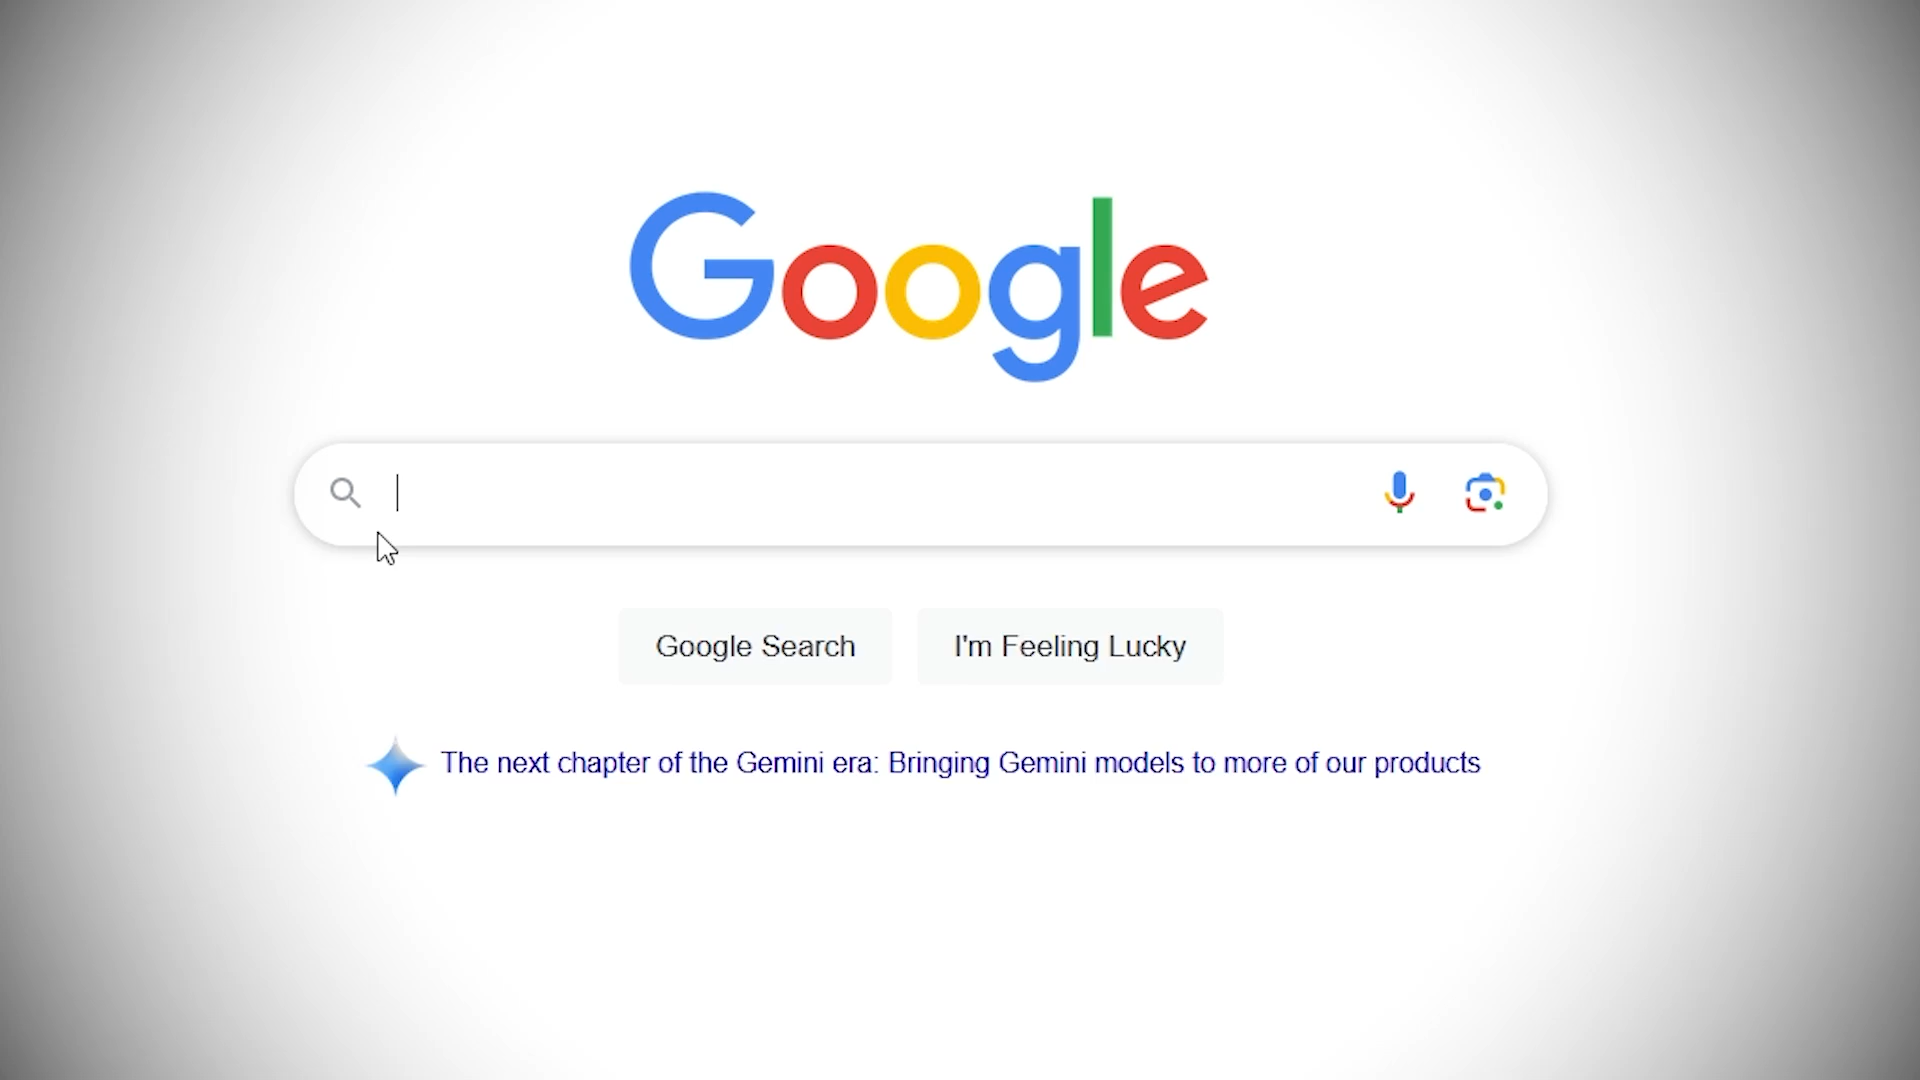 Google
Google Search
I'm Feeling Lucky
The next chapter of the Gemini era: Bringing Gemini models to more of our products